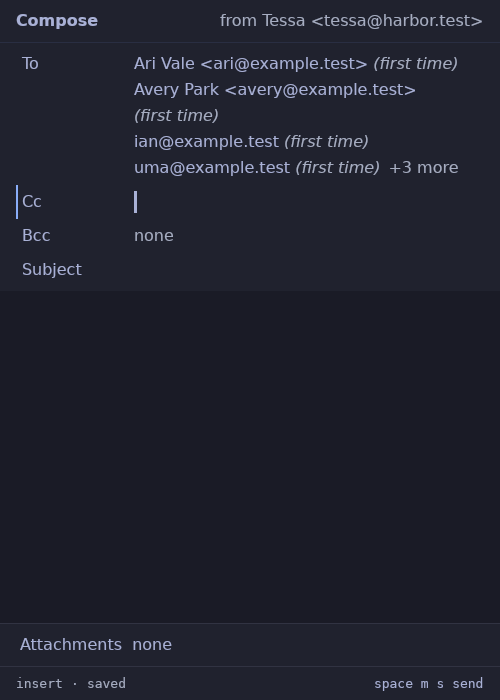 Compose from Tessa <tessa@harbor.test>
To Ari Vale <ari@example.test> (first time)
Avery Park <avery@example.test>
(first time)
ian@example.test (first time)
uma@example.test (first time) +3 more
Cc
Bcc none
Subject
Attachments none
insert · saved space m s send